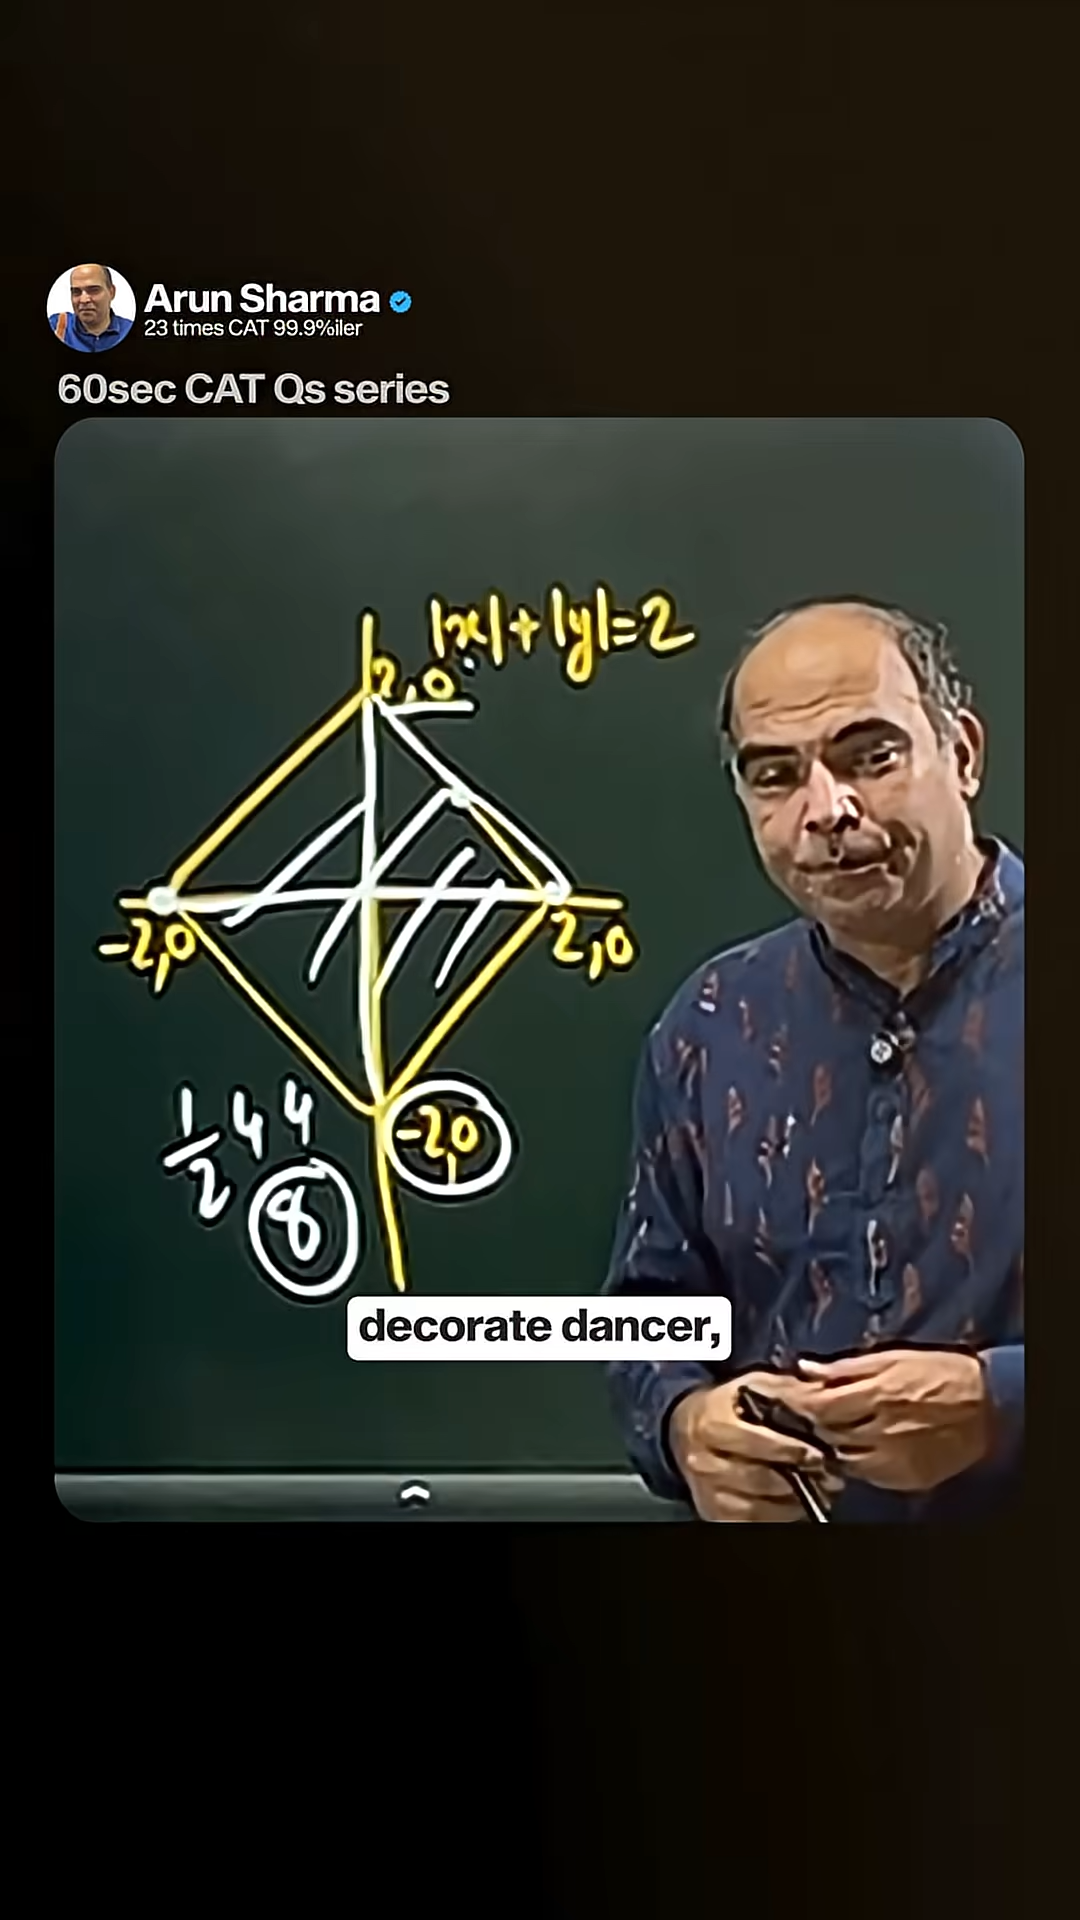 Arun Sharma
23 times CAT 99.9%iler
60sec CAT Qs series
|x|+|y|=2
2,0
-2,0
2,0
-2,0
1/2 4 4
8
decorate dancer,